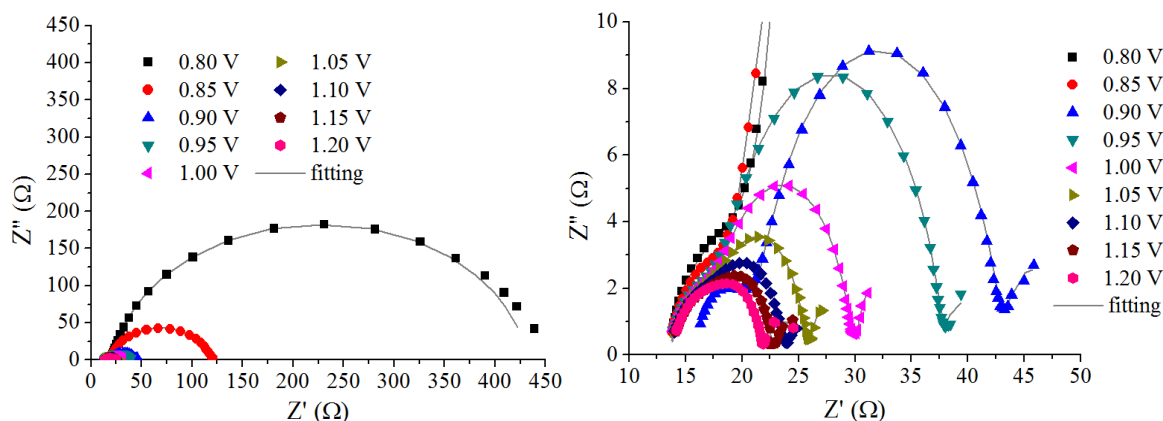 450
400
350
300
250
200
150
100
50
0
Z" (Ω)
0 50 100 150 200 250 300 350 400 450
Z' (Ω)
0.80 V 1.05 V
0.85 V 1.10 V
0.90 V 1.15 V
0.95 V 1.20 V
1.00 V fitting
10
8
6
4
2
0
Z" (Ω)
10 15 20 25 30 35 40 45 50
Z' (Ω)
0.80 V
0.85 V
0.90 V
0.95 V
1.00 V
1.05 V
1.10 V
1.15 V
1.20 V
fitting